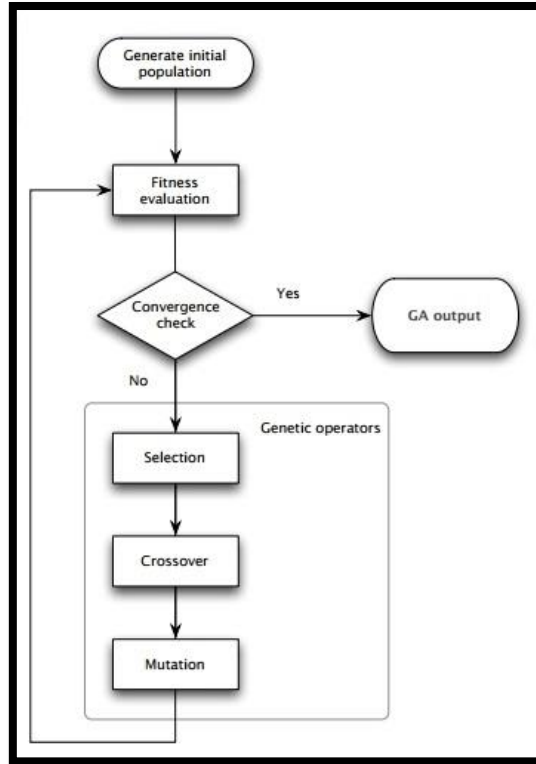 Generate initial
population
Fitness
evaluation
Convergence
check
Yes
GA output
No
Genetic operators
Selection
Crossover
Mutation